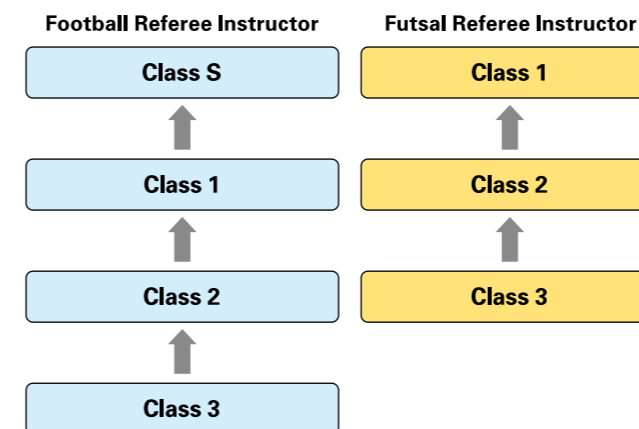 Football Referee Instructor
Class S
Class 1
Class 2
Class 3
Futsal Referee Instructor
Class 1
Class 2
Class 3